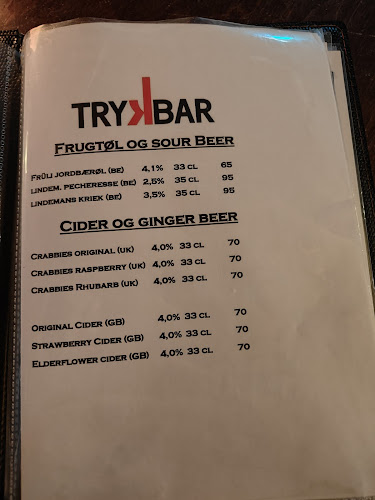 TRYKBAR
Frugtøl og sour Beer
Früli jordbærøl (BE) 4,1% 33 cl 65
Lindem. Pecheresse (BE) 2,5% 35 cl 95
Lindemans Kriek (BE) 3,5% 35 cl 95
Cider og ginger beer
Crabbies original (UK) 4,0% 33 cl 70
Crabbies raspberry (UK) 4,0% 33 cl 70
Crabbies Rhubarb (UK) 4,0% 33 cl 70
Original Cider (GB) 4,0% 33 cl 70
Strawberry Cider (GB) 4,0% 33 cl 70
Elderflower cider (GB) 4,0% 33 cl 70